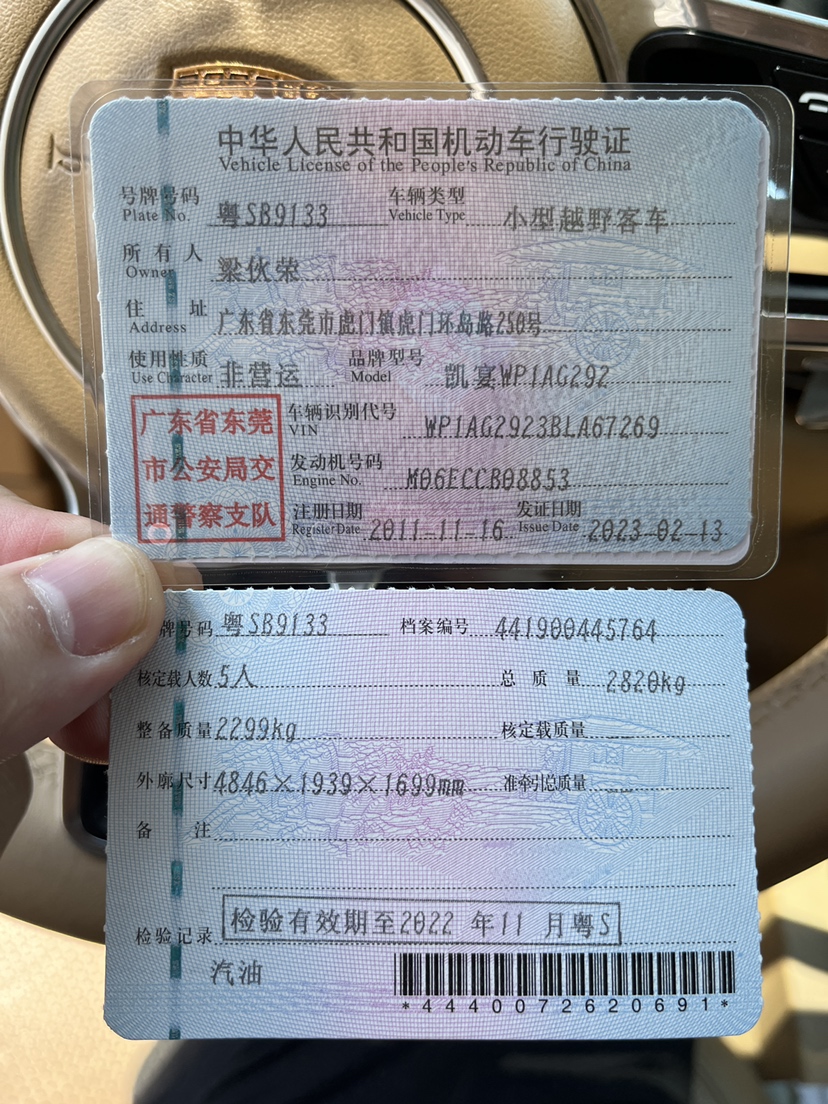 中华人民共和国机动车行驶证
Vehicle License of the People's Republic of China
号牌号码 粤SB9133 车辆类型 小型越野客车
Plate No. Vehicle Type
所有人 梁伙荣
Owner
住址 广东省东莞市虎门镇虎门环岛路250号
Address
使用性质 非营运 品牌型号 凯宴WP1AG292
Use Character Model
广东省东莞
市公安局交
通警察支队
车辆识别代号 WP1AG2923BLA67269
VIN
发动机号码 M06ECCB08853
Engine No.
注册日期 2011-11-16 发证日期 2023-02-13
Register Date Issue Date
牌号码 粤SB9133 档案编号 441900445764
核定载人数 5人 总质量 2820kg
整备质量 2299kg 核定载质量 --
外廓尺寸 4846×1939×1699mm 准牵引总质量 --
备注
检验记录 检验有效期至2022年11月粤S
汽油
*4440072620691*